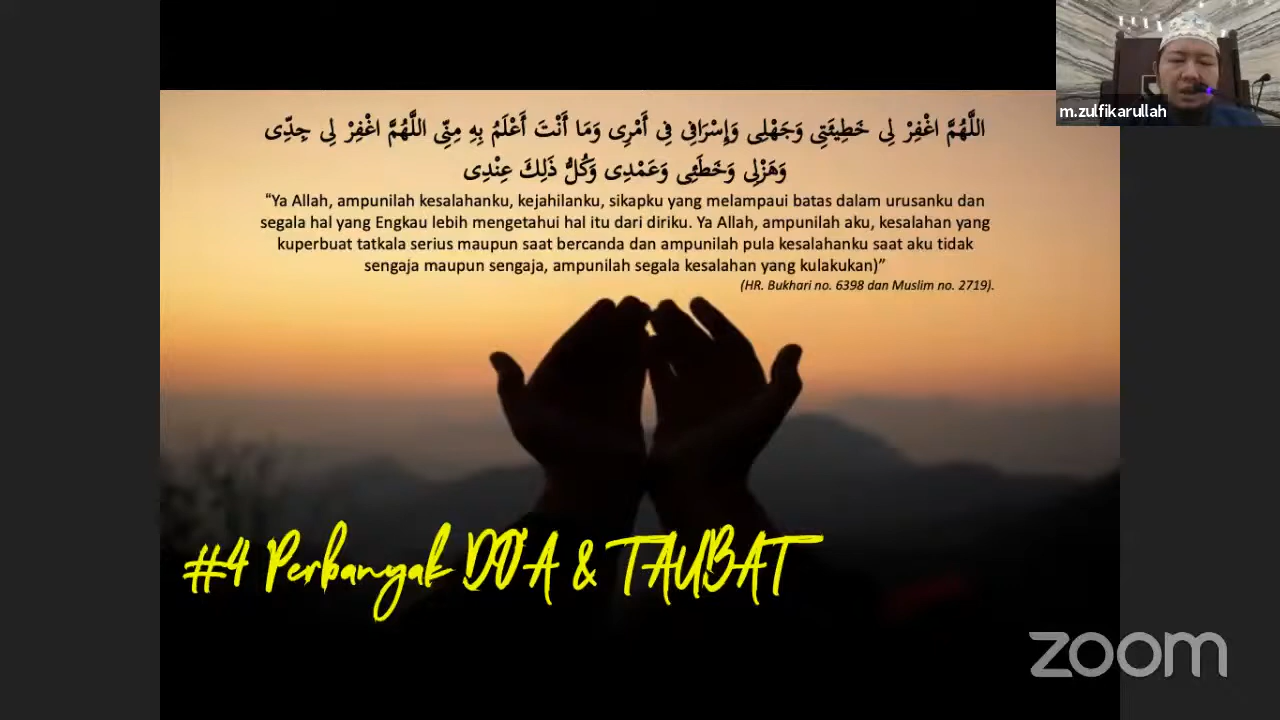 اللَّهُمَّ اغْفِرْ لِى خَطِيئَتِى وَجَهْلِى وَإِسْرَافِى فِى أَمْرِى وَمَا أَنْتَ أَعْلَمُ بِهِ مِنِّى اللَّهُمَّ اغْفِرْ لِى جِدِّى
وَهَزْلِى وَخَطَئِى وَعَمْدِى وَكُلُّ ذَلِكَ عِنْدِى
“Ya Allah, ampunilah kesalahanku, kejahilanku, sikapku yang melampaui batas dalam urusanku dan
segala hal yang Engkau lebih mengetahui hal itu dari diriku. Ya Allah, ampunilah aku, kesalahan yang
kuperbuat tatkala serius maupun saat bercanda dan ampunilah pula kesalahanku saat aku tidak
sengaja maupun sengaja, ampunilah segala kesalahan yang kulakukan)”
(HR. Bukhari no. 6398 dan Muslim no. 2719).
m.zulfikarullah
#4 Perbanyak DO'A & TAUBAT
zoom